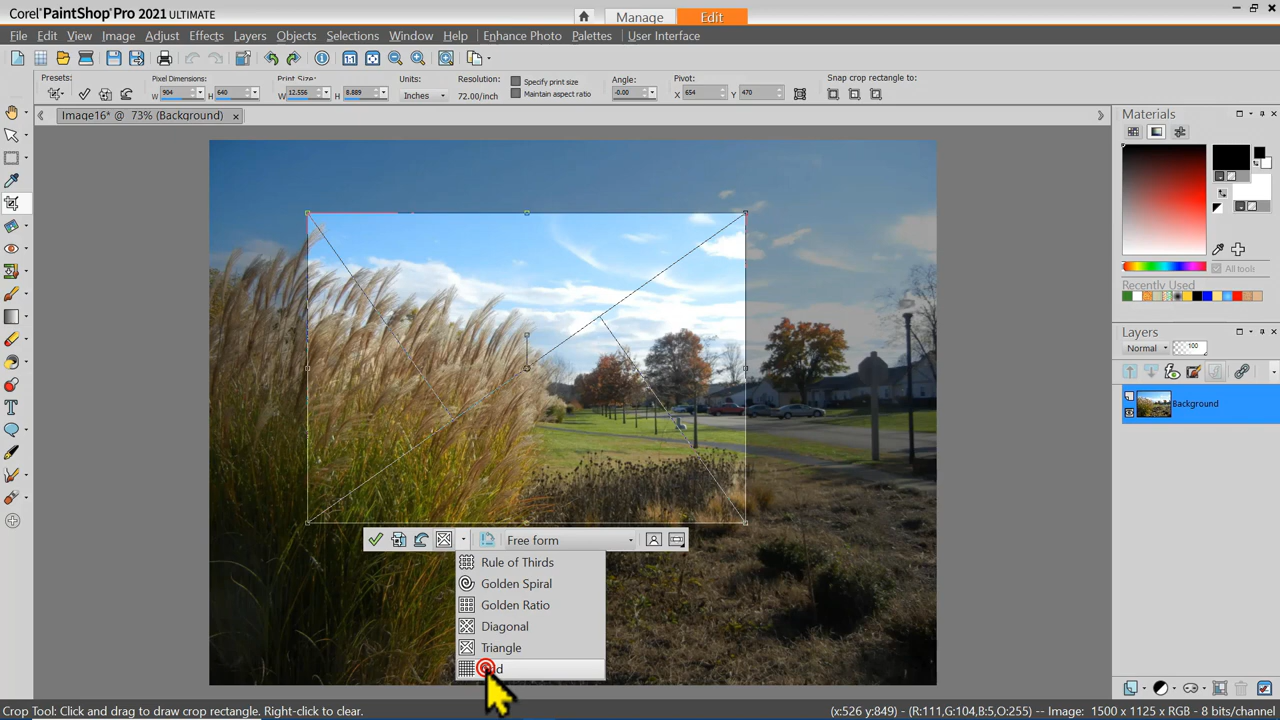 Corel®PaintShop®Pro 2021 ULTIMATE
Manage
Edit
File Edit View Image Adjust Effects Layers Objects Selections Window Help Enhance Photo Palettes User Interface
Presets: Pixel Dimensions: Print Size: Units: Resolution: Specify print size Angle: Pivot: Snap crop rectangle to:
W 904 H 640 W 12.556 H 8.889 Inches 72.00/inch Maintain aspect ratio -0.00 X 654 Y 470
Image16* @ 73% (Background)
Materials
All tools
Recently Used
Layers
Normal 100
Background
Free form
Rule of Thirds
Golden Spiral
Golden Ratio
Diagonal
Triangle
Crop Tool: Click and drag to draw crop rectangle. Right-click to clear.
(x:526 y:849) - (R:111,G:104,B:5,O:255) -- Image: 1500 x 1125 x RGB - 8 bits/channel